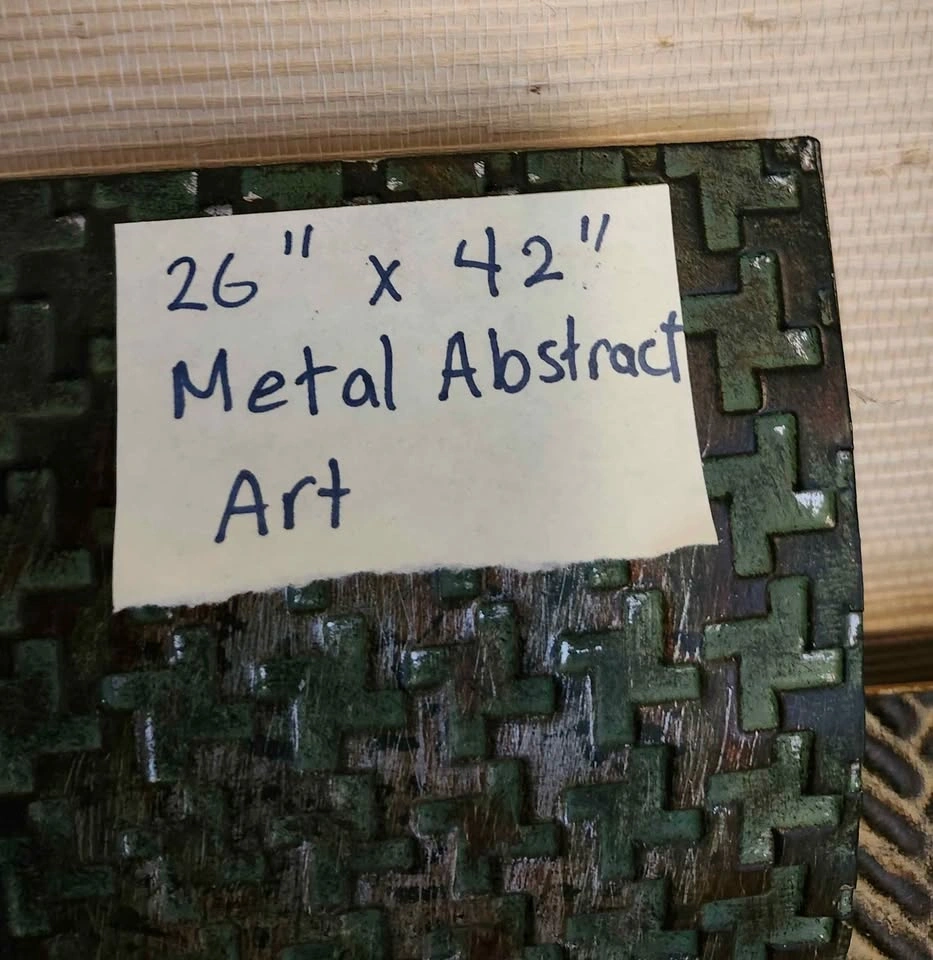 26" x 42"
Metal Abstract
Art